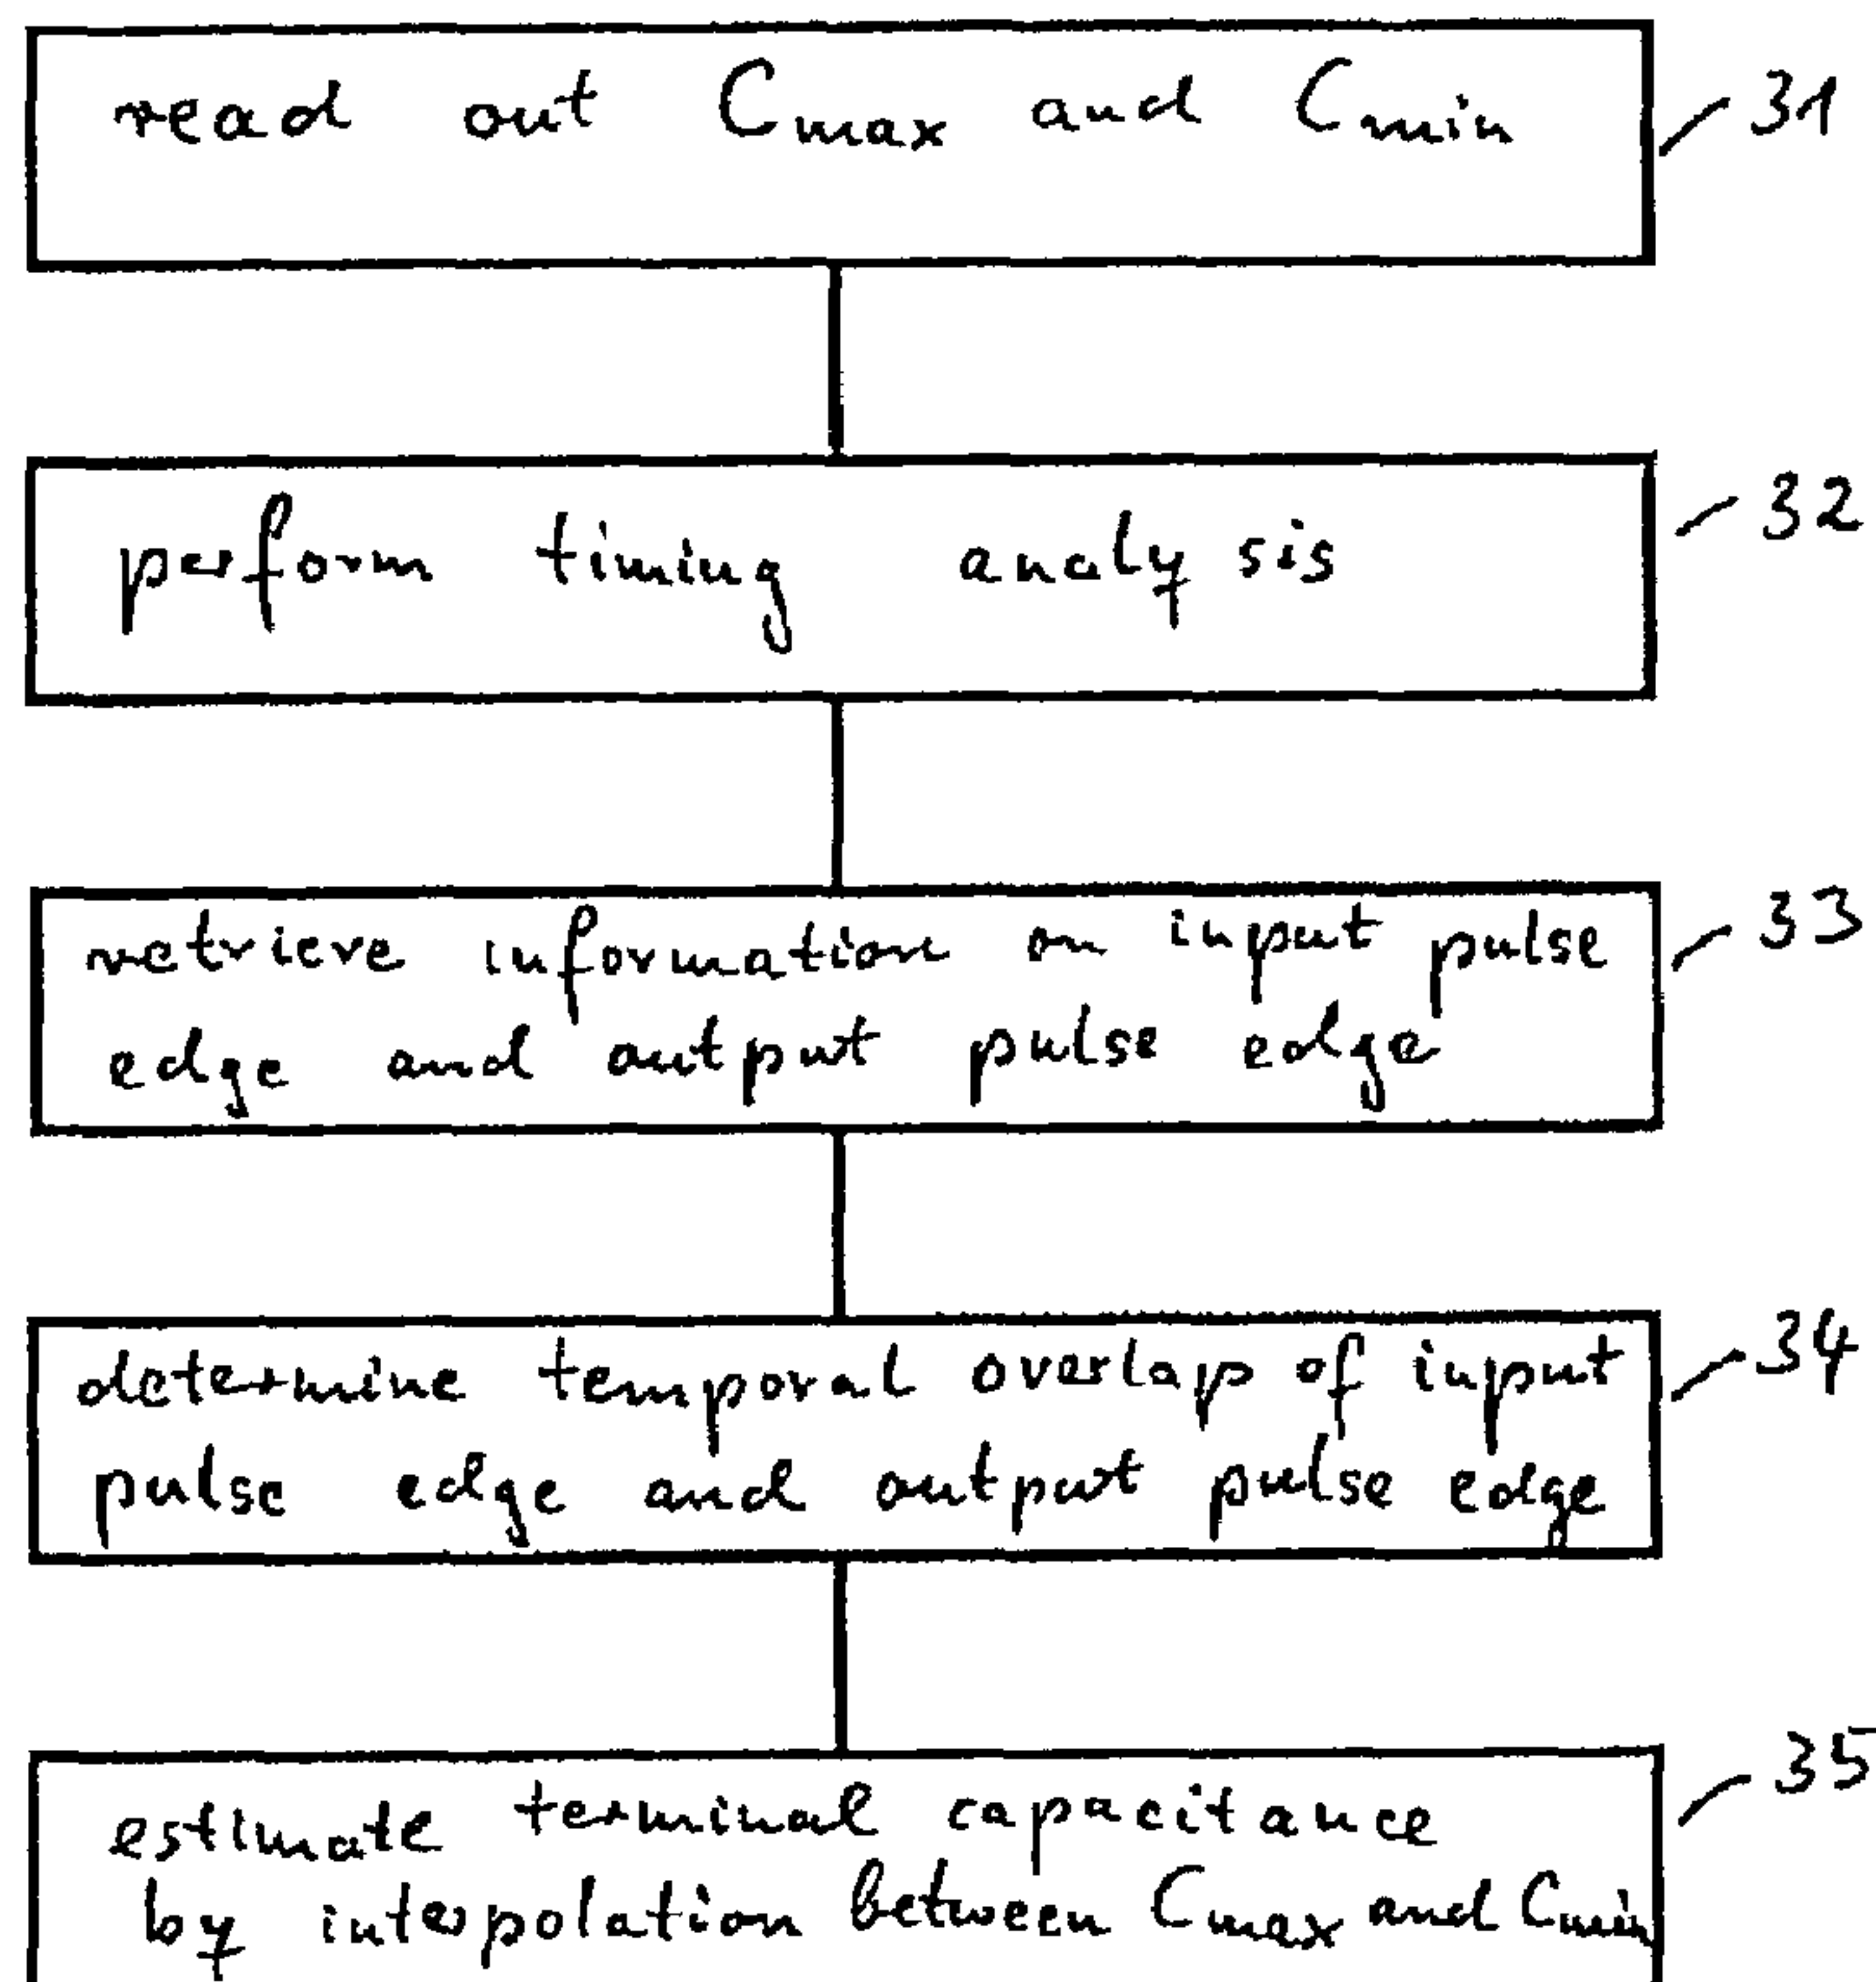 read out Cmax and Cmin
31
perform timing analysis
32
retrieve information on input pulse
edge and output pulse edge
33
determine temporal overlap of input
pulse edge and output pulse edge
34
estimate terminal capacitance
by interpolation between Cmax and Cmin
35